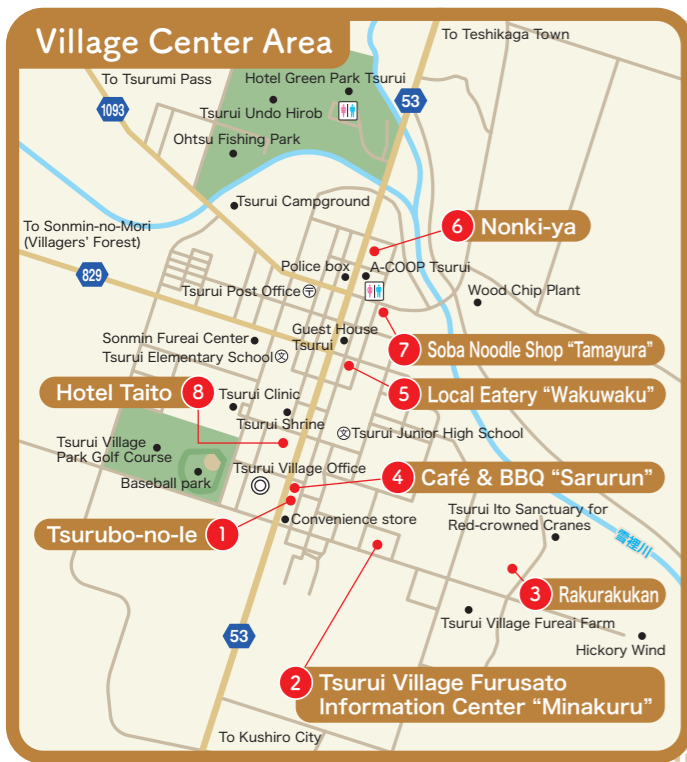 Village Center Area
To Teshikaga Town
To Tsurumi Pass
Hotel Green Park Tsurui
1093
Tsurui Undo Hirob
53
Ohtsu Fishing Park
Tsurui Campground
To Sonmin-no-Mori
(Villagers' Forest)
6 Nonki-ya
829
Police box
A-COOP Tsurui
Tsurui Post Office 〒
Wood Chip Plant
Sonmin Fureai Center
Guest House
Tsurui
Tsurui Elementary School 文
7 Soba Noodle Shop "Tamayura"
Hotel Taito 8
5 Local Eatery "Wakuwaku"
Tsurui Clinic
Tsurui Shrine
文 Tsurui Junior High School
Tsurui Village
Park Golf Course
Baseball park
Tsurui Village Office
4 Café & BBQ "Sarurun"
Tsurui Ito Sanctuary for
Red-crowned Cranes
Tsurubo-no-Ie 1
Convenience store
雪裡川
3 Rakurakukan
Tsurui Village Fureai Farm
53
Hickory Wind
2 Tsurui Village Furusato
Information Center "Minakuru"
To Kushiro City